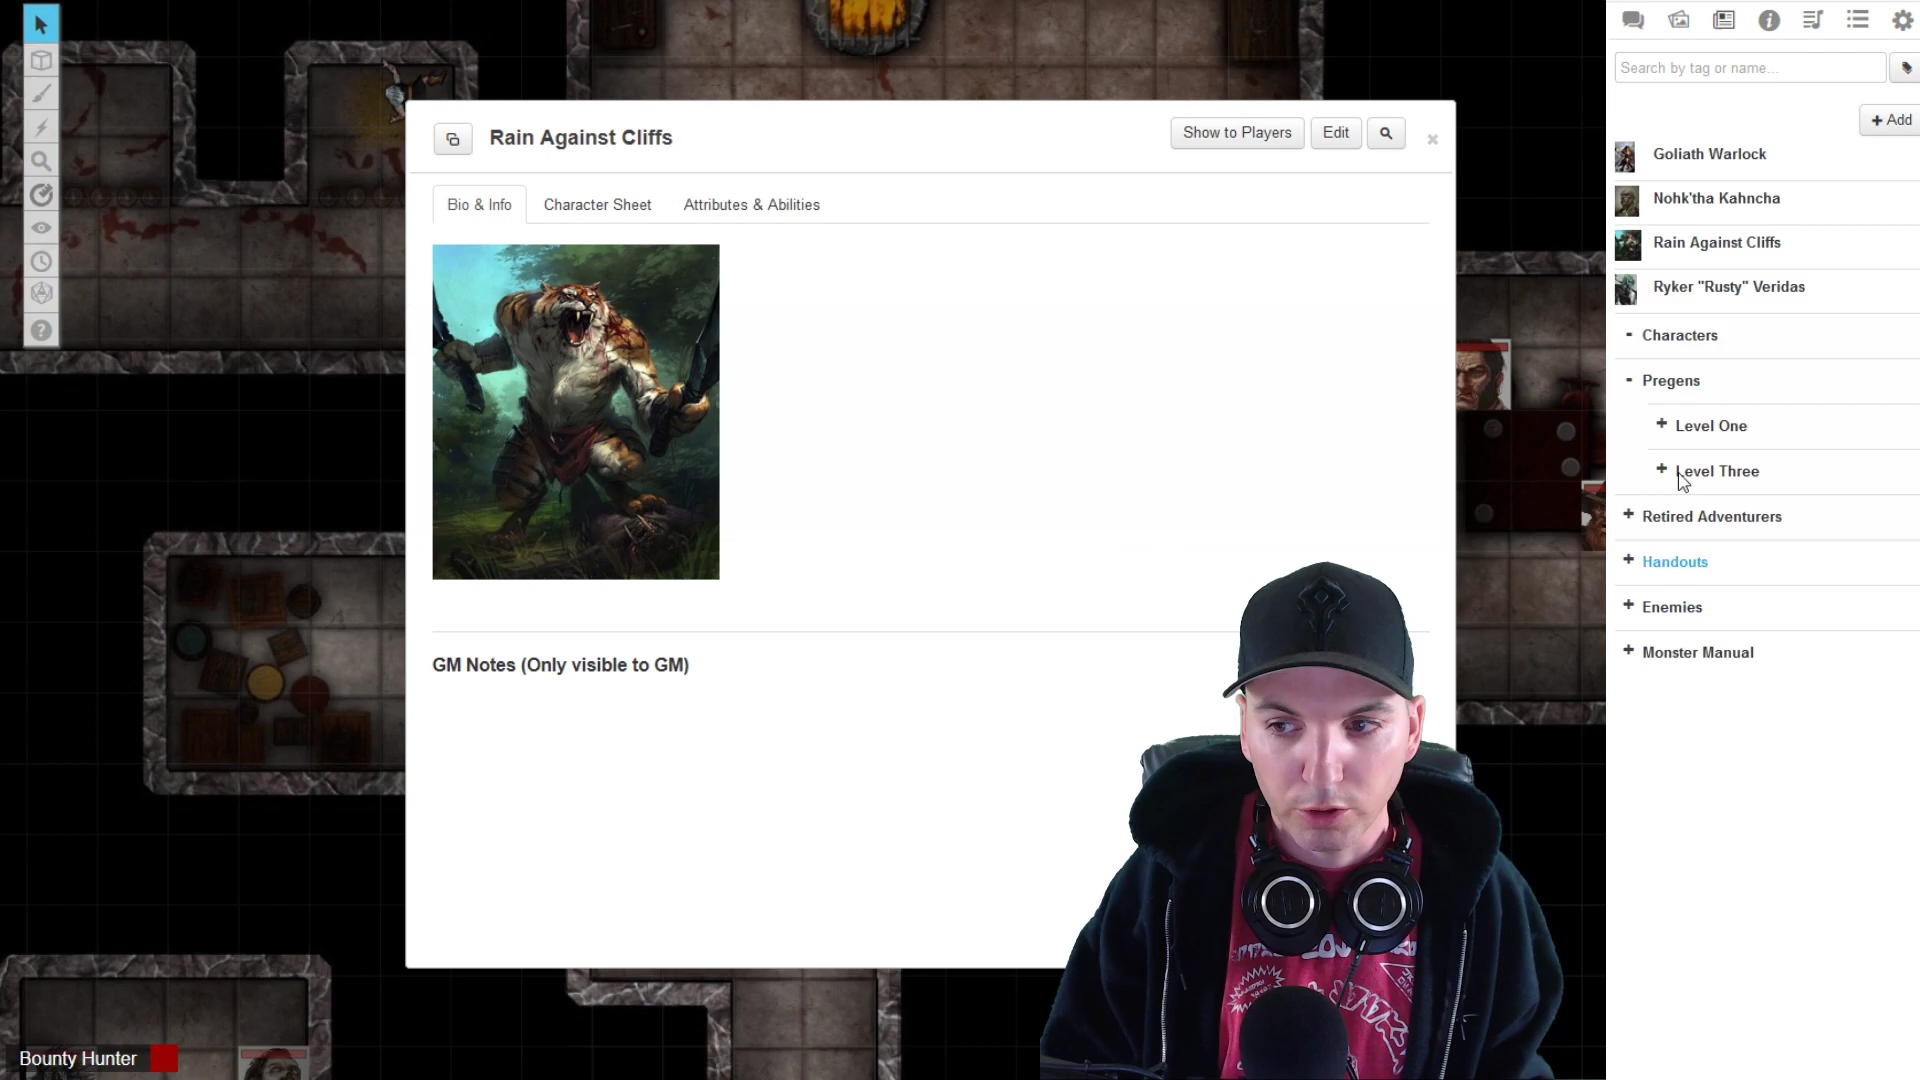 Search by tag or name...
+ Add
Rain Against Cliffs
Show to Players
Edit
Bio & Info
Character Sheet
Attributes & Abilities
GM Notes (Only visible to GM)
Goliath Warlock
Nohk'tha Kahncha
Rain Against Cliffs
Ryker "Rusty" Veridas
- Characters
- Pregens
+ Level One
+ Level Three
+ Retired Adventurers
+ Handouts
+ Enemies
+ Monster Manual
Bounty Hunter